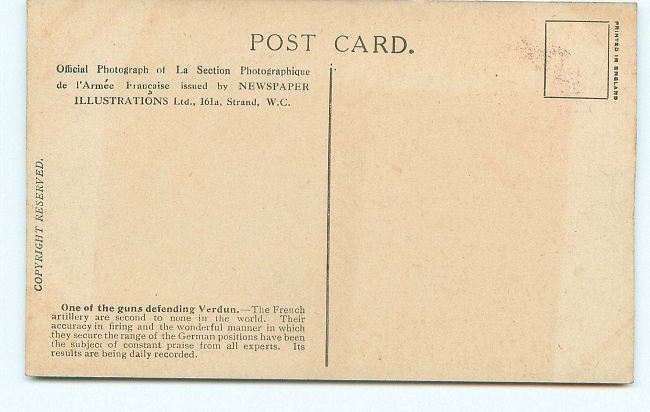 POST CARD.
Official Photograph of La Section Photographique
de l'Armée Française issued by NEWSPAPER
ILLUSTRATIONS Ltd., 161a, Strand, W.C.
PRINTED IN ENGLAND
COPYRIGHT RESERVED.
One of the guns defending Verdun.—The French
artillery are second to none in the world. Their
accuracy in firing and the wonderful manner in which
they secure the range of the German positions have been
the subject of constant praise from all experts. Its
results are being daily recorded.